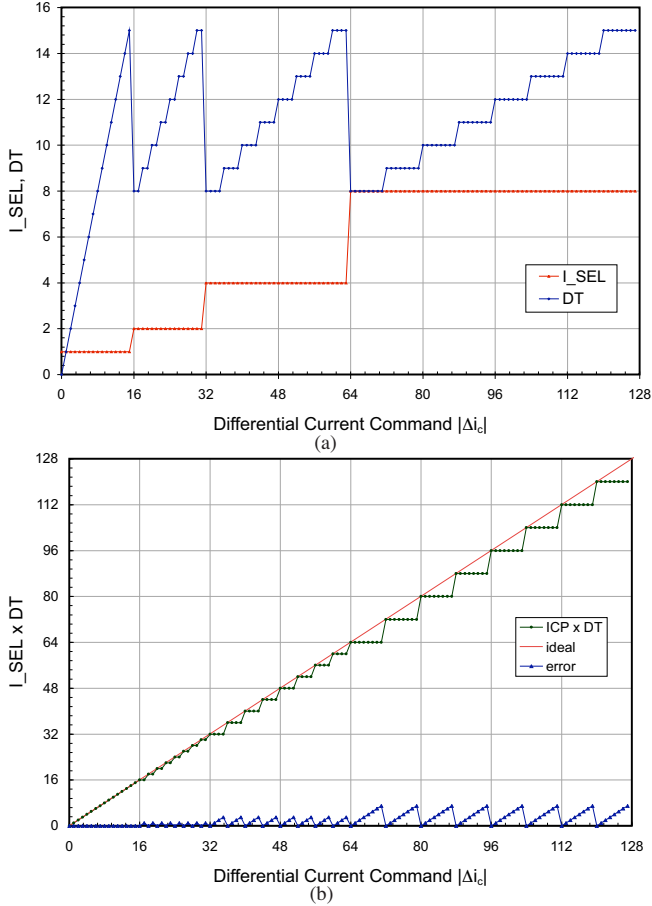 16
14
12
10
8
6
4
2
0
I_SEL, DT
I_SEL
DT
0 16 32 48 64 80 96 112 128
Differential Current Command |Δi_c|
(a)
128
112
96
80
64
48
32
16
0
I_SEL x DT
ICP x DT
ideal
error
0 16 32 48 64 80 96 112 128
Differential Current Command |Δi_c|
(b)